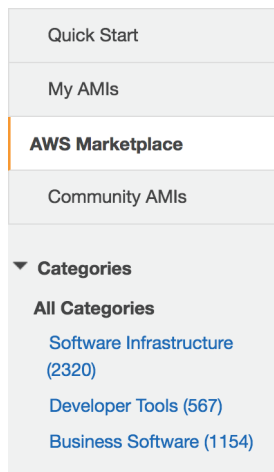 Quick Start
My AMIs
AWS Marketplace
Community AMIs
Categories
All Categories
Software Infrastructure
(2320)
Developer Tools (567)
Business Software (1154)